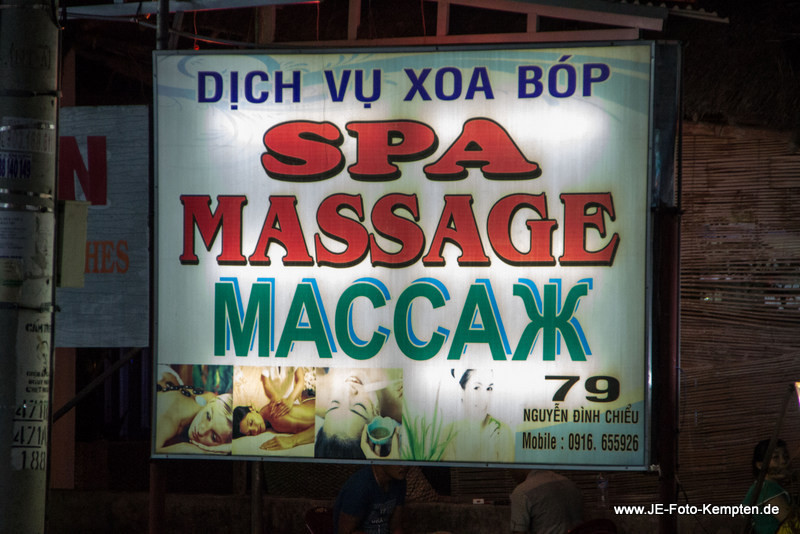 DỊCH VỤ XOA BÓP
SPA
MASSAGE
МАССАЖ
79
NGUYỄN ĐÌNH CHIỂU
Mobile : 0916. 655926
N
HES
www.JE-Foto-Kempten.de